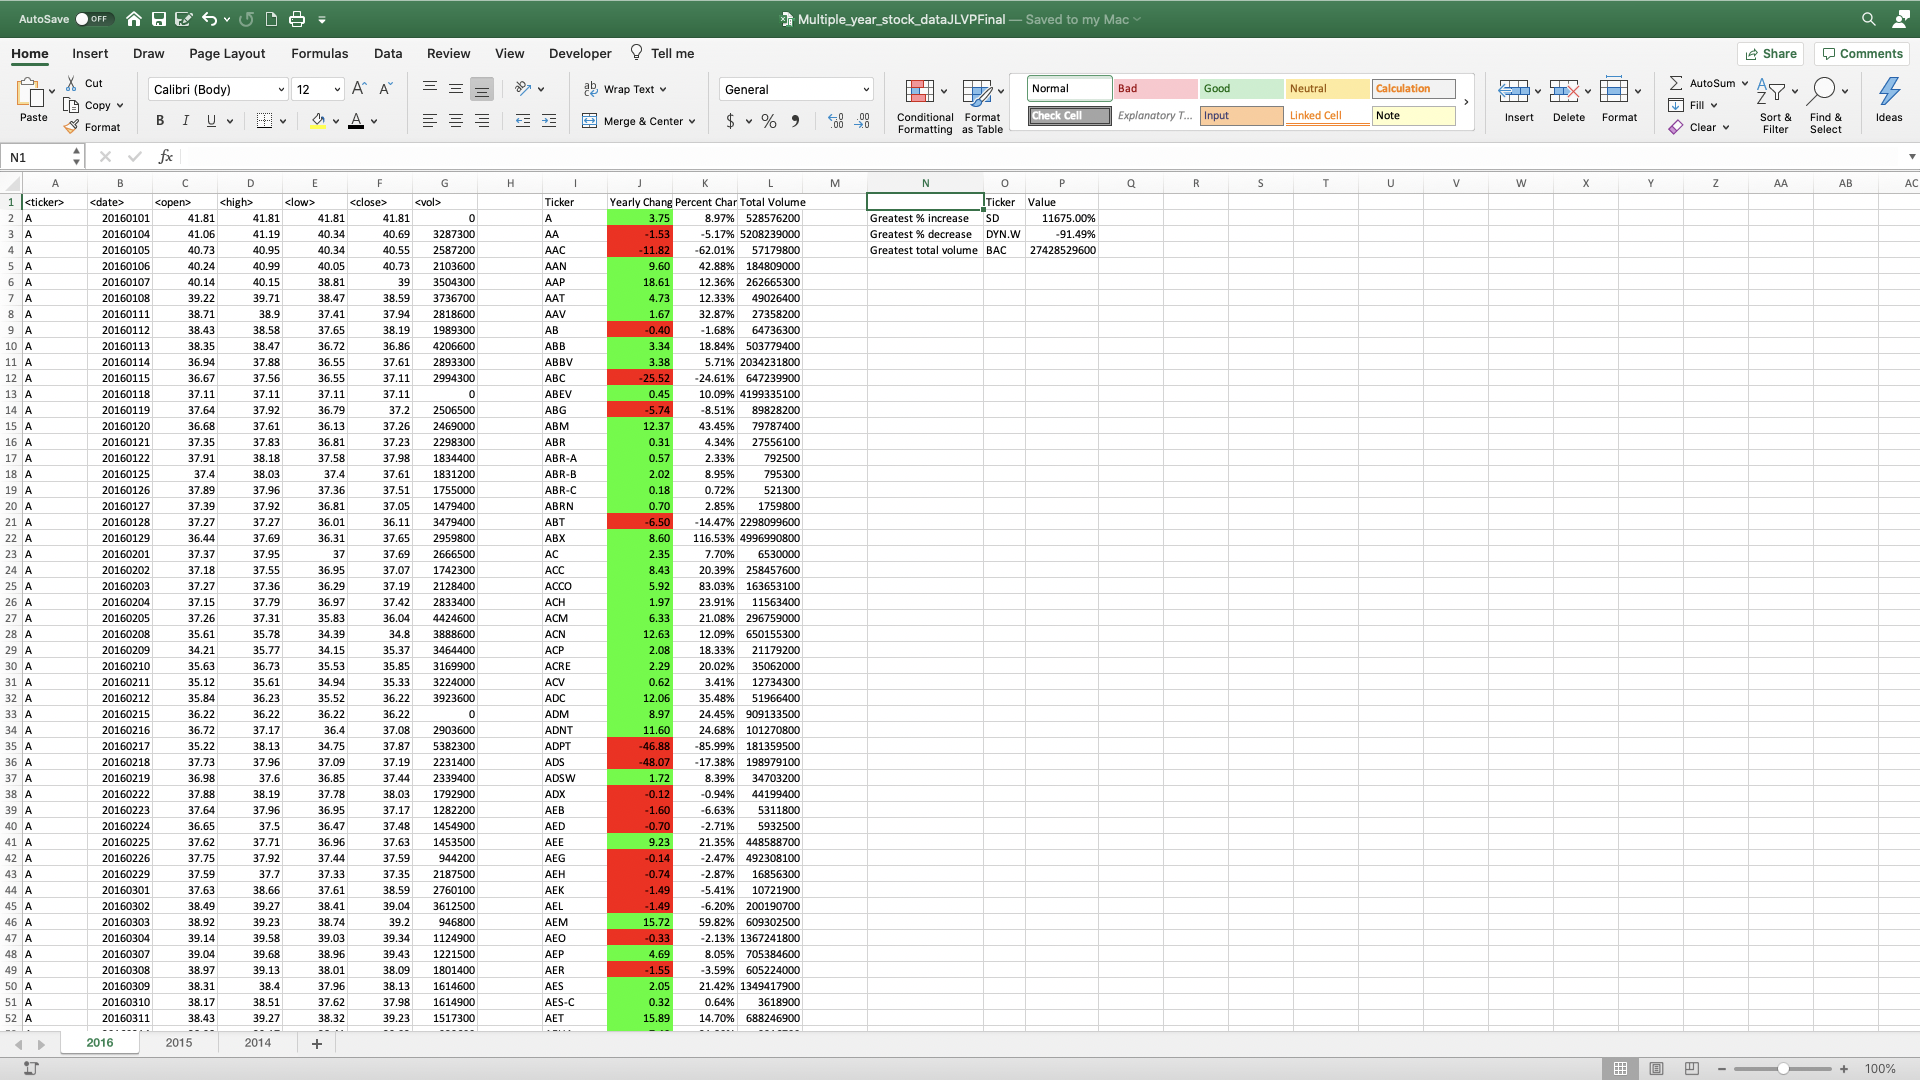 AutoSave OFF Multiple_year_stock_dataJLVPFinal — Saved to my Mac
Home Insert Draw Page Layout Formulas Data Review View Developer Tell me Share Comments
Paste Cut Copy Format
Calibri (Body) 12 A A
B I U A
ab Wrap Text
Merge & Center
General
$ % 9 .0 .00
Conditional Formatting Format as Table
Normal Bad Good Neutral Calculation
Check Cell Explanatory T... Input Linked Cell Note
Insert Delete Format
AutoSum Fill Clear
Sort & Filter Find & Select Ideas
N1 fx
A B C D E F G H I J K L M N O P Q R S T U V W X Y Z AA AB AC
1 <ticker> <date> <open> <high> <low> <close> <vol> Ticker Yearly Chang Percent Char Total Volume Ticker Value
2 A 20160101 41.81 41.81 41.81 41.81 0 A 3.75 8.97% 528576200 Greatest % increase SD 11675.00%
3 A 20160104 41.06 41.19 40.34 40.69 3287300 AA -1.53 -5.17% 5208239000 Greatest % decrease DYN.W -91.49%
4 A 20160105 40.73 40.95 40.34 40.55 2587200 AAC -11.82 -62.01% 57179800 Greatest total volume BAC 27428529600
5 A 20160106 40.24 40.99 40.05 40.73 2103600 AAN 9.60 42.88% 184809000
6 A 20160107 40.14 40.15 38.81 39 3504300 AAP 18.61 12.36% 262665300
7 A 20160108 39.22 39.71 38.47 38.59 3736700 AAT 4.73 12.33% 49026400
8 A 20160111 38.71 38.9 37.41 37.94 2818600 AAV 1.67 32.87% 27358200
9 A 20160112 38.43 38.58 37.65 38.19 1989300 AB -0.40 -1.68% 64736300
10 A 20160113 38.35 38.47 36.72 36.86 4206600 ABB 3.34 18.84% 503779400
11 A 20160114 36.94 37.88 36.55 37.61 2893300 ABBV 3.38 5.71% 2034231800
12 A 20160115 36.67 37.56 36.55 37.11 2994300 ABC -25.52 -24.61% 647239900
13 A 20160118 37.11 37.11 37.11 37.11 0 ABEV 0.45 10.09% 4199335100
14 A 20160119 37.64 37.92 36.79 37.2 2506500 ABG -5.74 -8.51% 89828200
15 A 20160120 36.68 37.61 36.13 37.26 2469000 ABM 12.37 43.45% 79787400
16 A 20160121 37.35 37.83 36.81 37.23 2298300 ABR 0.31 4.34% 27556100
17 A 20160122 37.91 38.18 37.58 37.98 1834400 ABR-A 0.57 2.33% 792500
18 A 20160125 37.4 38.03 37.4 37.61 1831200 ABR-B 2.02 8.95% 795300
19 A 20160126 37.89 37.96 37.36 37.51 1755000 ABR-C 0.18 0.72% 521300
20 A 20160127 37.39 37.92 36.81 37.05 1479400 ABRN 0.70 2.85% 1759800
21 A 20160128 37.27 37.27 36.01 36.11 3479400 ABT -6.50 -14.47% 2298099600
22 A 20160129 36.44 37.69 36.31 37.65 2959800 ABX 8.60 116.53% 4996990800
23 A 20160201 37.37 37.95 37 37.69 2666500 AC 2.35 7.70% 6530000
24 A 20160202 37.18 37.55 36.95 37.07 1742300 ACC 8.43 20.39% 258457600
25 A 20160203 37.27 37.36 36.29 37.19 2128400 ACCO 5.92 83.03% 163653100
26 A 20160204 37.15 37.79 36.97 37.42 2833400 ACH 1.97 23.91% 11563400
27 A 20160205 37.26 37.31 35.83 36.04 4424600 ACM 6.33 21.08% 296759000
28 A 20160208 35.61 35.78 34.39 34.8 3888600 ACN 12.63 12.09% 650155300
29 A 20160209 34.21 35.77 34.15 35.37 3464400 ACP 2.08 18.33% 21179200
30 A 20160210 35.63 36.73 35.53 35.85 3169900 ACRE 2.29 20.02% 35062000
31 A 20160211 35.12 35.61 34.94 35.33 3224000 ACV 0.62 3.41% 12734300
32 A 20160212 35.84 36.23 35.52 36.22 3923600 ADC 12.06 35.48% 51966400
33 A 20160215 36.22 36.22 36.22 36.22 0 ADM 8.97 24.45% 909133500
34 A 20160216 36.72 37.17 36.4 37.08 2903600 ADNT 11.60 24.68% 101270800
35 A 20160217 35.22 38.13 34.75 37.87 5382300 ADPT -46.88 -85.99% 181359500
36 A 20160218 37.73 37.96 37.09 37.19 2231400 ADS -48.07 -17.38% 198979100
37 A 20160219 36.98 37.6 36.85 37.44 2339400 ADSW 1.72 8.39% 34703200
38 A 20160222 37.88 38.19 37.78 38.03 1792900 ADX -0.12 -0.94% 44199400
39 A 20160223 37.64 37.96 36.95 37.17 1282200 AEB -1.60 -6.63% 5311800
40 A 20160224 36.65 37.5 36.47 37.48 1454900 AED -0.70 -2.71% 5932500
41 A 20160225 37.62 37.71 36.96 37.63 1453500 AEE 9.23 21.35% 448588700
42 A 20160226 37.75 37.92 37.44 37.59 944200 AEG -0.14 -2.47% 492308100
43 A 20160229 37.59 37.7 37.33 37.35 2187500 AEH -0.74 -2.87% 16856300
44 A 20160301 37.63 38.66 37.61 38.59 2760100 AEK -1.49 -5.41% 10721900
45 A 20160302 38.49 39.27 38.41 39.04 3612500 AEL -1.49 -6.20% 200190700
46 A 20160303 38.92 39.23 38.74 39.2 946800 AEM 15.72 59.82% 609302500
47 A 20160304 39.14 39.58 39.03 39.34 1124900 AEO -0.33 -2.13% 1367241800
48 A 20160307 39.04 39.68 38.96 39.43 1221500 AEP 4.69 8.05% 705384600
49 A 20160308 38.97 39.13 38.01 38.09 1801400 AER -1.55 -3.59% 605224000
50 A 20160309 38.31 38.4 37.96 38.13 1614600 AES 2.05 21.42% 1349417900
51 A 20160310 38.17 38.51 37.62 37.98 1614900 AES-C 0.32 0.64% 3618900
52 A 20160311 38.43 39.27 38.32 39.23 1517300 AET 15.89 14.70% 688246900
2016 2015 2014 +
100%